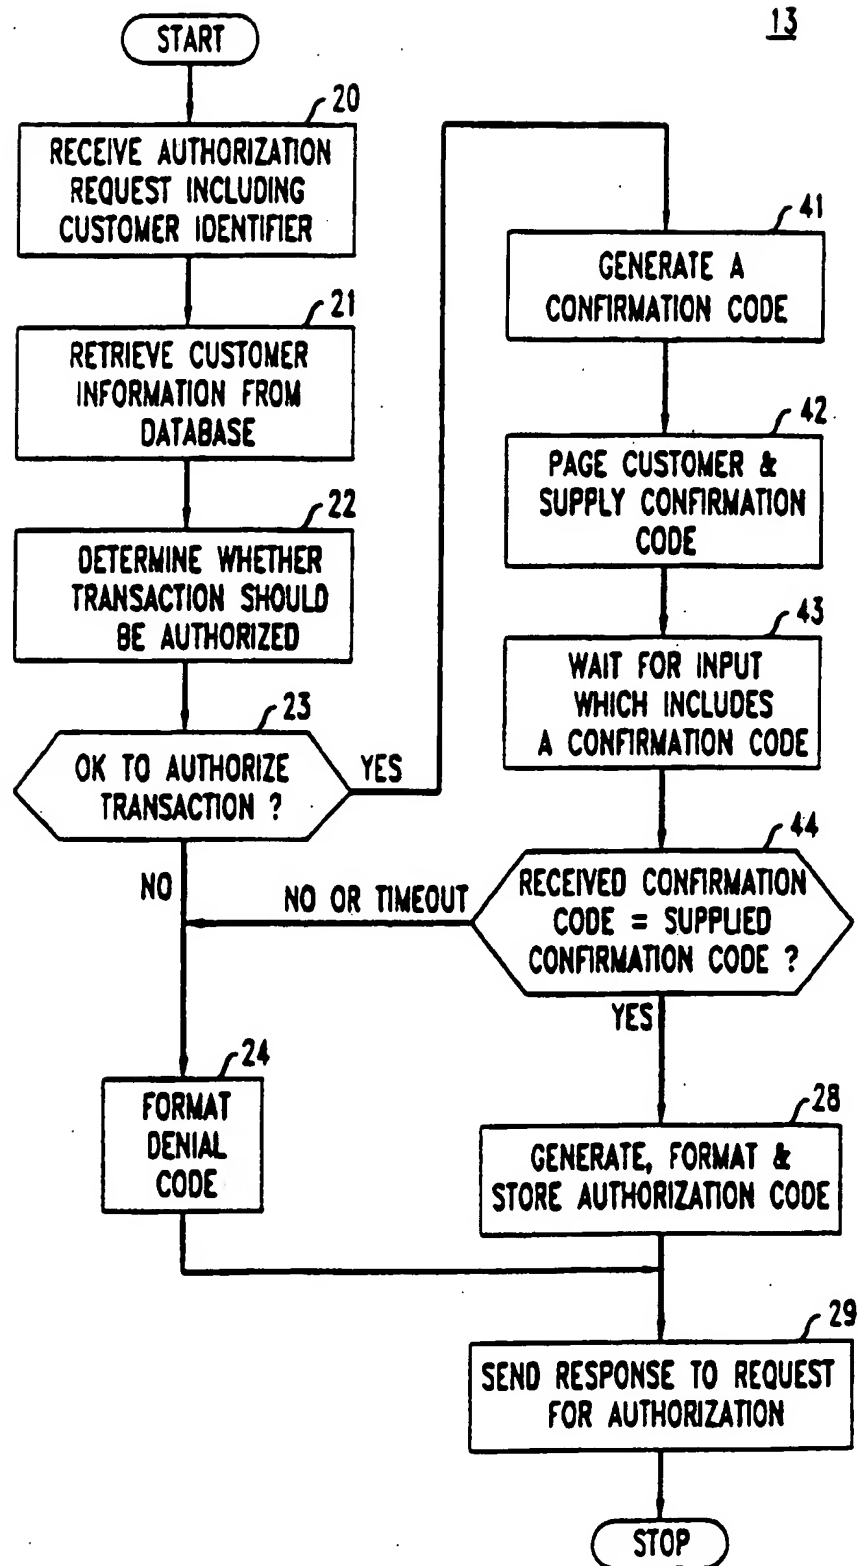 13
START
20
RECEIVE AUTHORIZATION
REQUEST INCLUDING
CUSTOMER IDENTIFIER
21
RETRIEVE CUSTOMER
INFORMATION FROM
DATABASE
22
DETERMINE WHETHER
TRANSACTION SHOULD
BE AUTHORIZED
23
OK TO AUTHORIZE
TRANSACTION ?
YES
NO
41
GENERATE A
CONFIRMATION CODE
42
PAGE CUSTOMER &
SUPPLY CONFIRMATION
CODE
43
WAIT FOR INPUT
WHICH INCLUDES
A CONFIRMATION CODE
44
RECEIVED CONFIRMATION
CODE = SUPPLIED
CONFIRMATION CODE ?
NO OR TIMEOUT
YES
24
FORMAT
DENIAL
CODE
28
GENERATE, FORMAT &
STORE AUTHORIZATION CODE
29
SEND RESPONSE TO REQUEST
FOR AUTHORIZATION
STOP